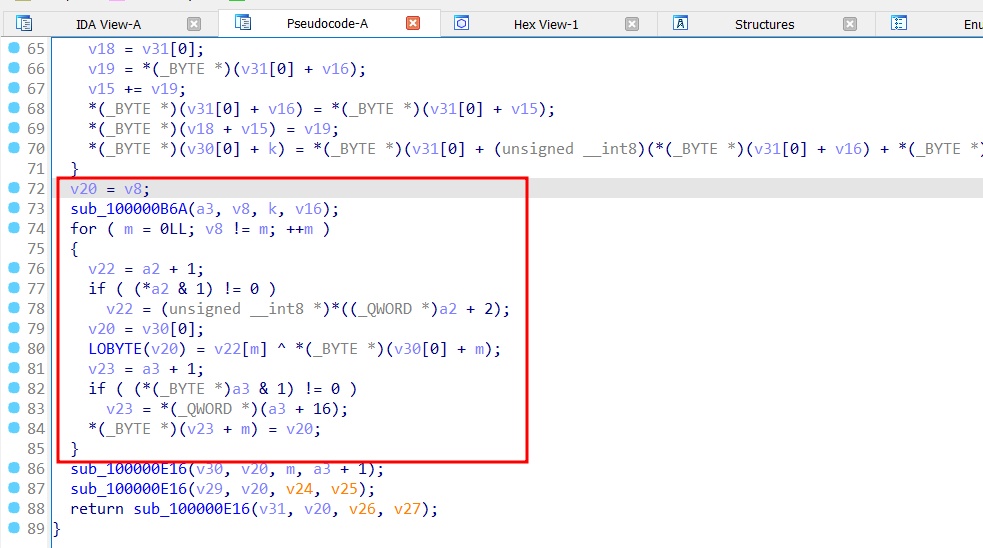 IDA View-A
Pseudocode-A
Hex View-1
Structures
Enu
65 v18 = v31[0];
66 v19 = *(_BYTE *)(v31[0] + v16);
67 v15 += v19;
68 *(_BYTE *)(v31[0] + v16) = *(_BYTE *)(v31[0] + v15);
69 *(_BYTE *)(v18 + v15) = v19;
70 *(_BYTE *)(v30[0] + k) = *(_BYTE *)(v31[0] + (unsigned __int8)(*(_BYTE *)(v31[0] + v16) + *(_BYTE *)
71 }
72 v20 = v8;
73 sub_100000B6A(a3, v8, k, v16);
74 for ( m = 0LL; v8 != m; ++m )
75 {
76 v22 = a2 + 1;
77 if ( (*a2 & 1) != 0 )
78 v22 = (unsigned __int8 *)*((_QWORD *)a2 + 2);
79 v20 = v30[0];
80 LOBYTE(v20) = v22[m] ^ *(_BYTE *)(v30[0] + m);
81 v23 = a3 + 1;
82 if ( (*(_BYTE *)a3 & 1) != 0 )
83 v23 = *(_QWORD *)(a3 + 16);
84 *(_BYTE *)(v23 + m) = v20;
85 }
86 sub_100000E16(v30, v20, m, a3 + 1);
87 sub_100000E16(v29, v20, v24, v25);
88 return sub_100000E16(v31, v20, v26, v27);
89 }